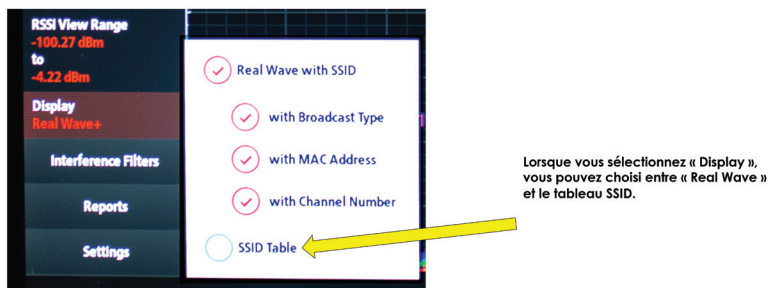 RSSI View Range
-100.27 dBm
to
-4.22 dBm
Display
Real Wave+
Interference Filters
Reports
Settings
Real Wave with SSID
with Broadcast Type
with MAC Address
with Channel Number
SSID Table
Lorsque vous sélectionnez « Display »,
vous pouvez choisi entre « Real Wave »
et le tableau SSID.